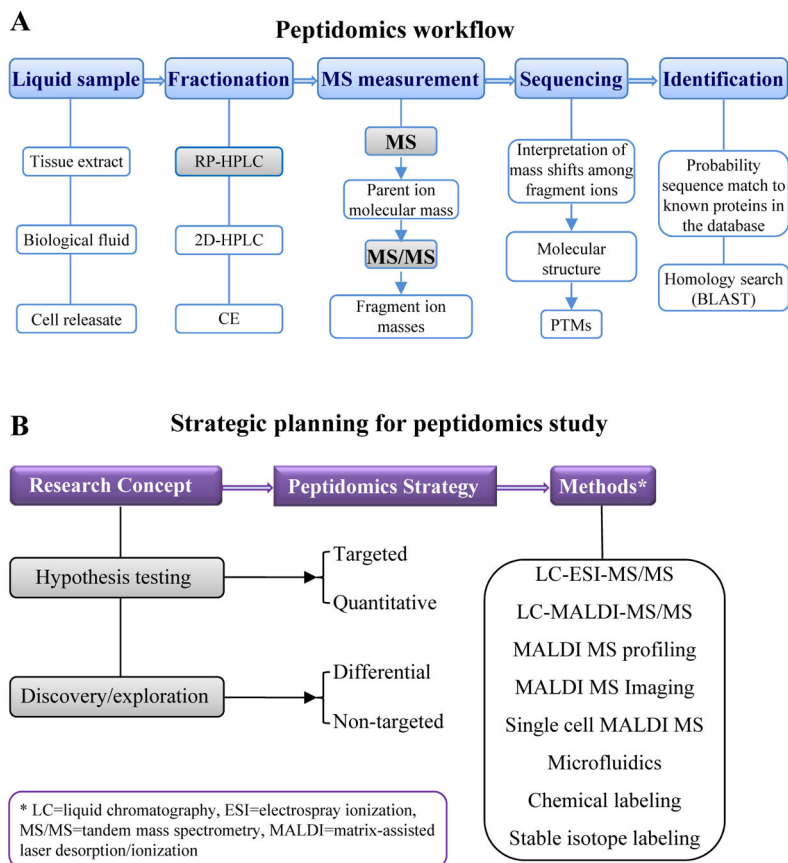 A
Peptidomics workflow
Liquid sample
Fractionation
MS measurement
Sequencing
Identification
Tissue extract
Biological fluid
Cell releasate
RP-HPLC
2D-HPLC
CE
MS
Parent ion
molecular mass
MS/MS
Fragment ion
masses
Interpretation of
mass shifts among
fragment ions
Molecular
structure
PTMs
Probability
sequence match to
known proteins in
the database
Homology search
(BLAST)
B
Strategic planning for peptidomics study
Research Concept
Peptidomics Strategy
Methods*
Hypothesis testing
Targeted
Quantitative
Discovery/exploration
Differential
Non-targeted
LC-ESI-MS/MS
LC-MALDI-MS/MS
MALDI MS profiling
MALDI MS Imaging
Single cell MALDI MS
Microfluidics
Chemical labeling
Stable isotope labeling
* LC=liquid chromatography, ESI=electrospray ionization,
MS/MS=tandem mass spectrometry, MALDI=matrix-assisted
laser desorption/ionization